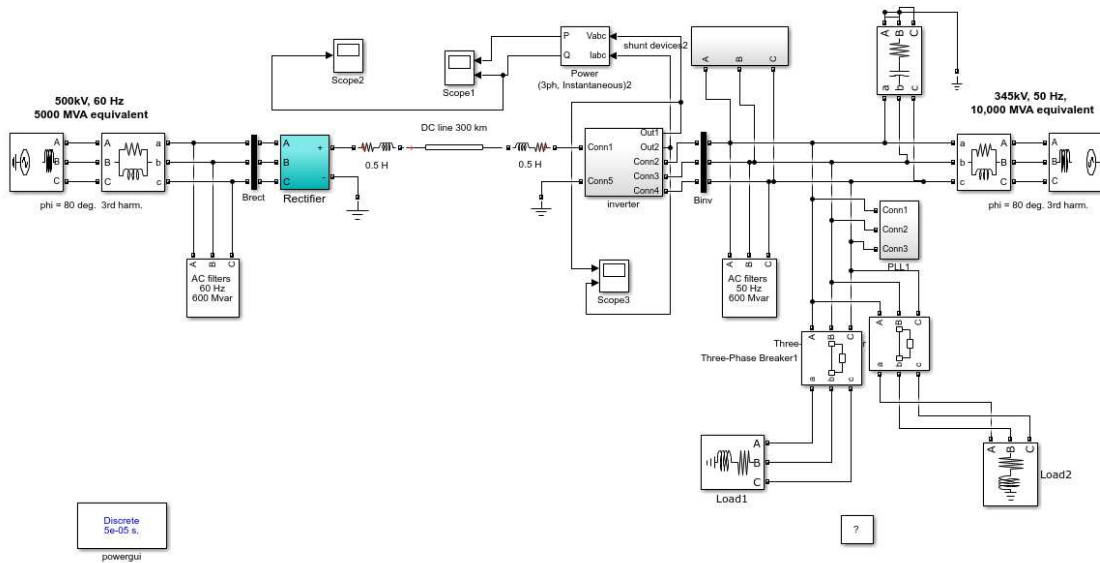 Scope2
Scope1
P
Q
Vabc
Iabc
Power
(3ph, Instantaneous)2
shunt devices2
A
B
C
A
B
C
a
b
c
500kV, 60 Hz
5000 MVA equivalent
A
B
C
A
B
C
a
b
c
phi = 80 deg. 3rd harm.
Brect
A
B
C
+
-
Rectifier
0.5 H
DC line 300 km
0.5 H
Conn1
Conn5
Out1
Out2
Conn2
Conn3
Conn4
inverter
Binv
345kV, 50 Hz,
10,000 MVA equivalent
a
b
c
A
B
C
A
B
C
phi = 80 deg. 3rd harm.
A
B
C
AC filters
60 Hz
600 Mvar
Scope3
A
B
C
AC filters
50 Hz
600 Mvar
Conn1
Conn2
Conn3
PLL1
A
B
C
a
b
c
Three-
Three-Phase Breaker1
r
A
B
C
a
b
c
A
B
C
Load1
A
B
C
Load2
Discrete
5e-05 s.
powergui
?